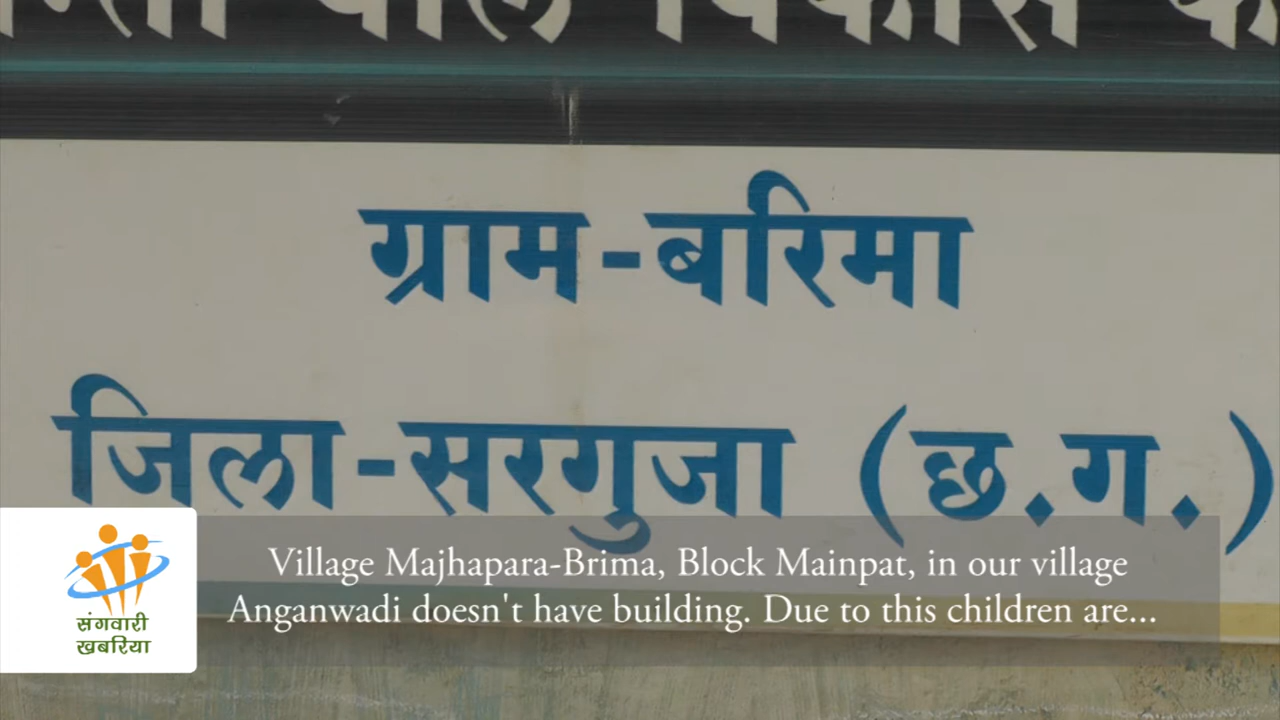 बाल विकास
ग्राम-बरिमा
जिला-सरगुजा (छ.ग.)
Village Majhapara-Brima, Block Mainpat, in our village
Anganwadi doesn't have building. Due to this children are...
संगवारी
खबरिया